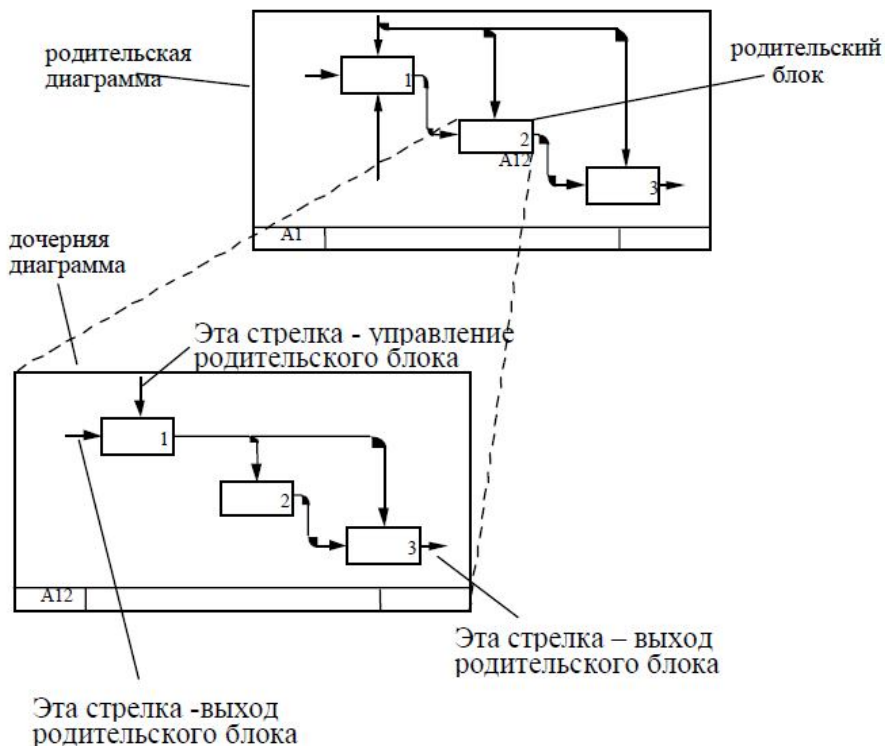 родительская
диаграмма
родительский
блок
1
2
A12
3
A1
дочерняя
диаграмма
Эта стрелка - управление
родительского блока
1
2
3
A12
Эта стрелка – выход
родительского блока
Эта стрелка -выход
родительского блока